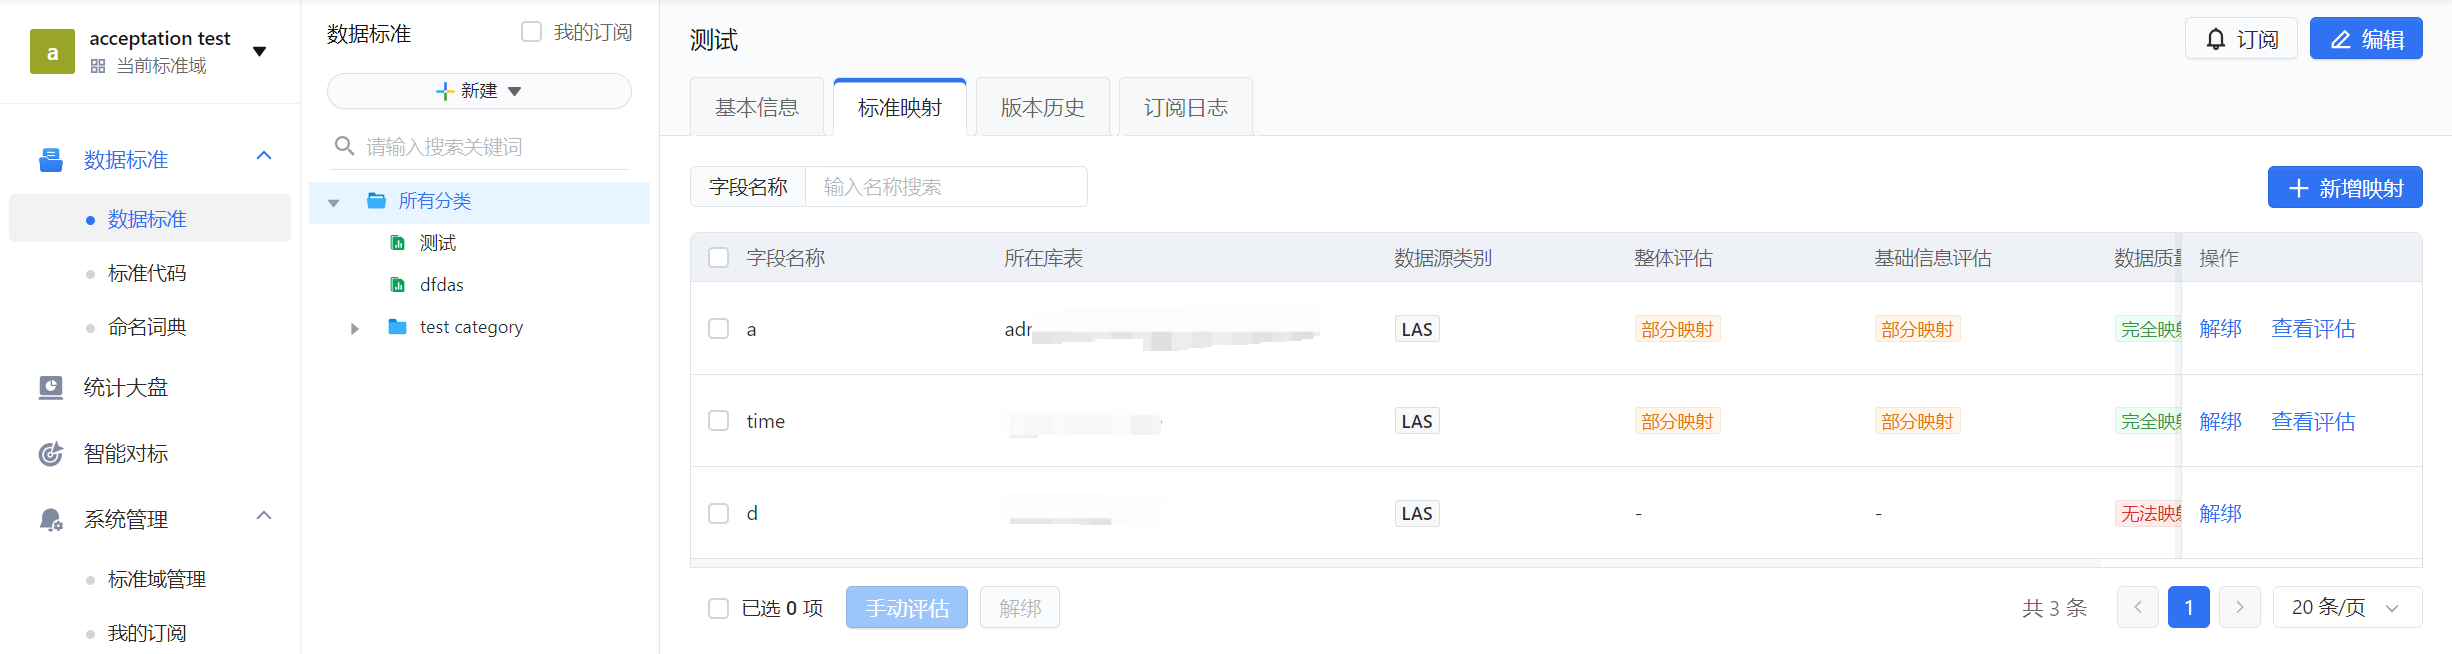 a
acceptation test
当前标准域
数据标准
数据标准
标准代码
命名词典
统计大盘
智能对标
系统管理
标准域管理
我的订阅
数据标准 我的订阅
新建
请输入搜索关键词
所有分类
测试
dfdas
test category
测试
订阅 编辑
基本信息 标准映射 版本历史 订阅日志
字段名称 输入名称搜索
新增映射
字段名称 所在库表 数据源类别 整体评估 基础信息评估 数据质量 操作
a adr LAS 部分映射 部分映射 完全映射 解绑 查看评估
time LAS 部分映射 部分映射 完全映射 解绑 查看评估
d LAS - - 无法映射 解绑
已选 0 项 手动评估 解绑
共 3 条 1 20 条/页